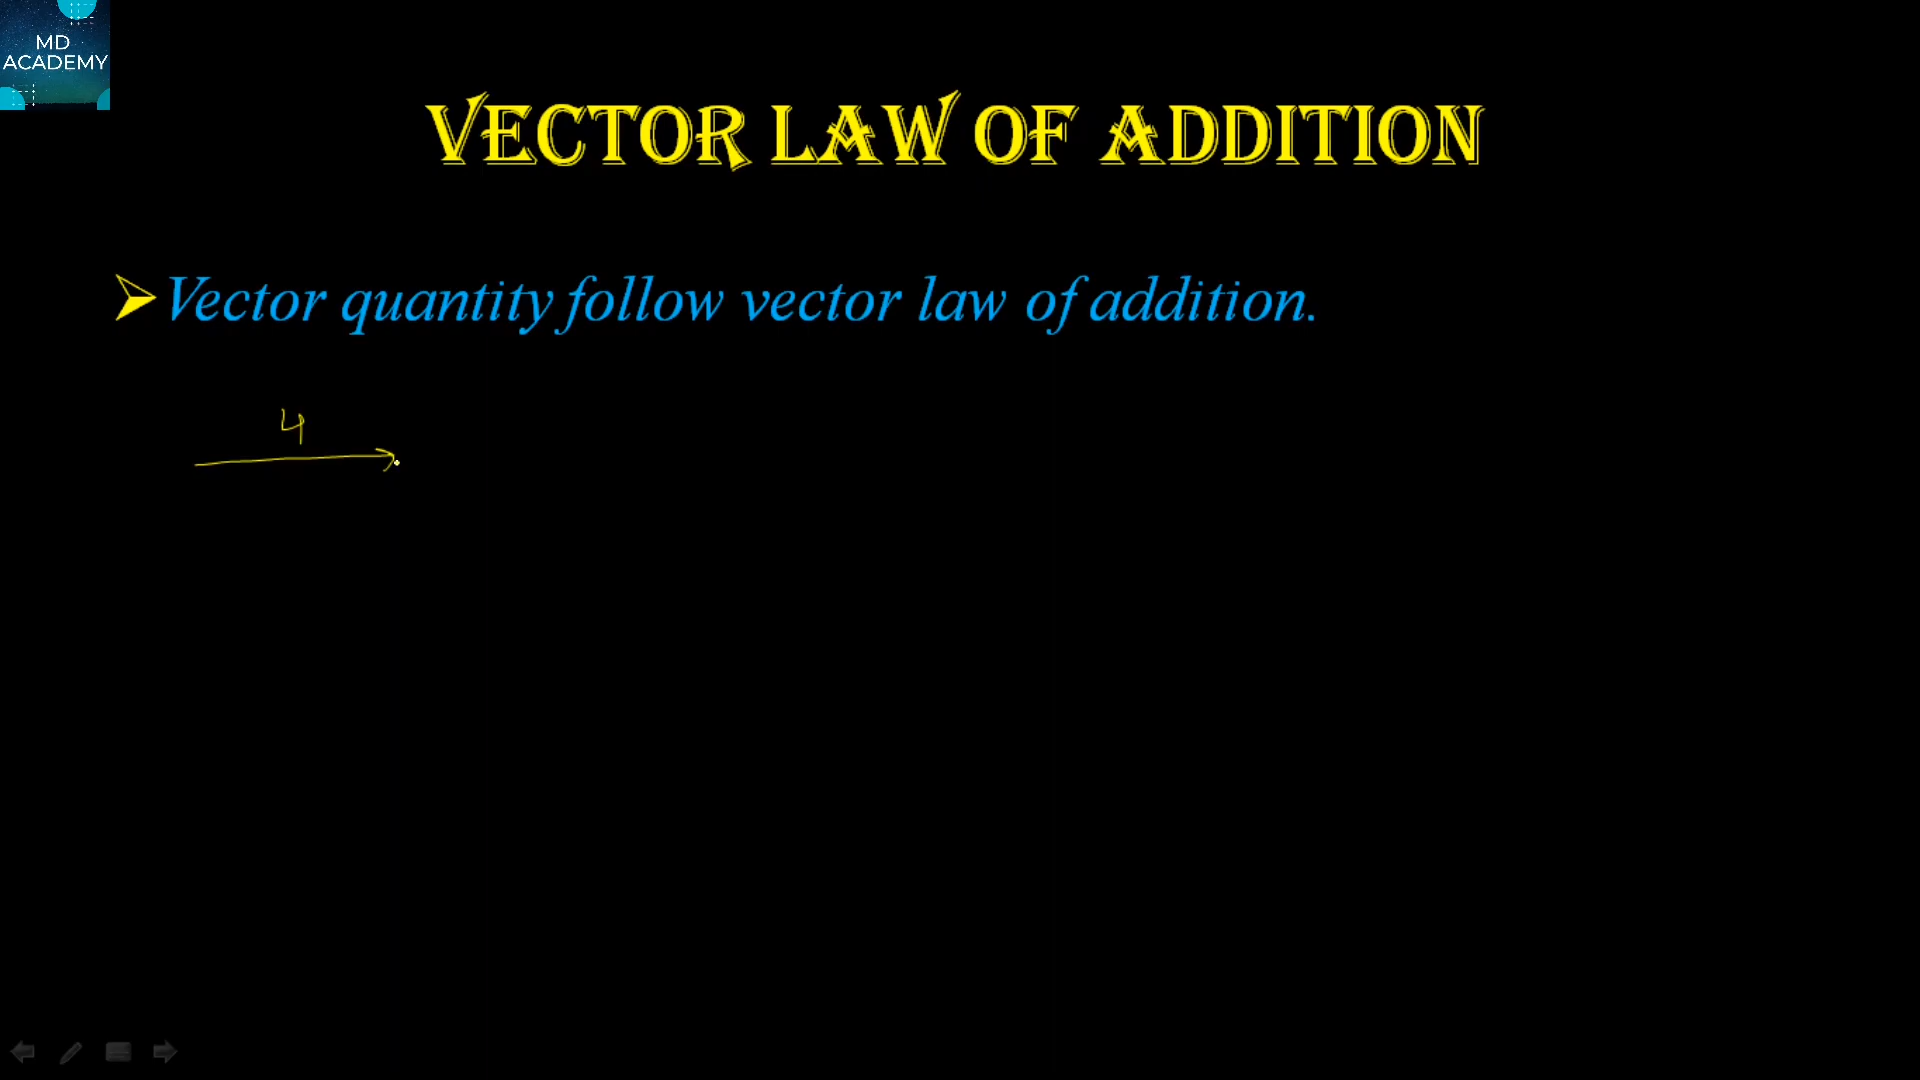 MD
ACADEMY
VECTOR LAW OF ADDITION
Vector quantity follow vector law of addition.
4